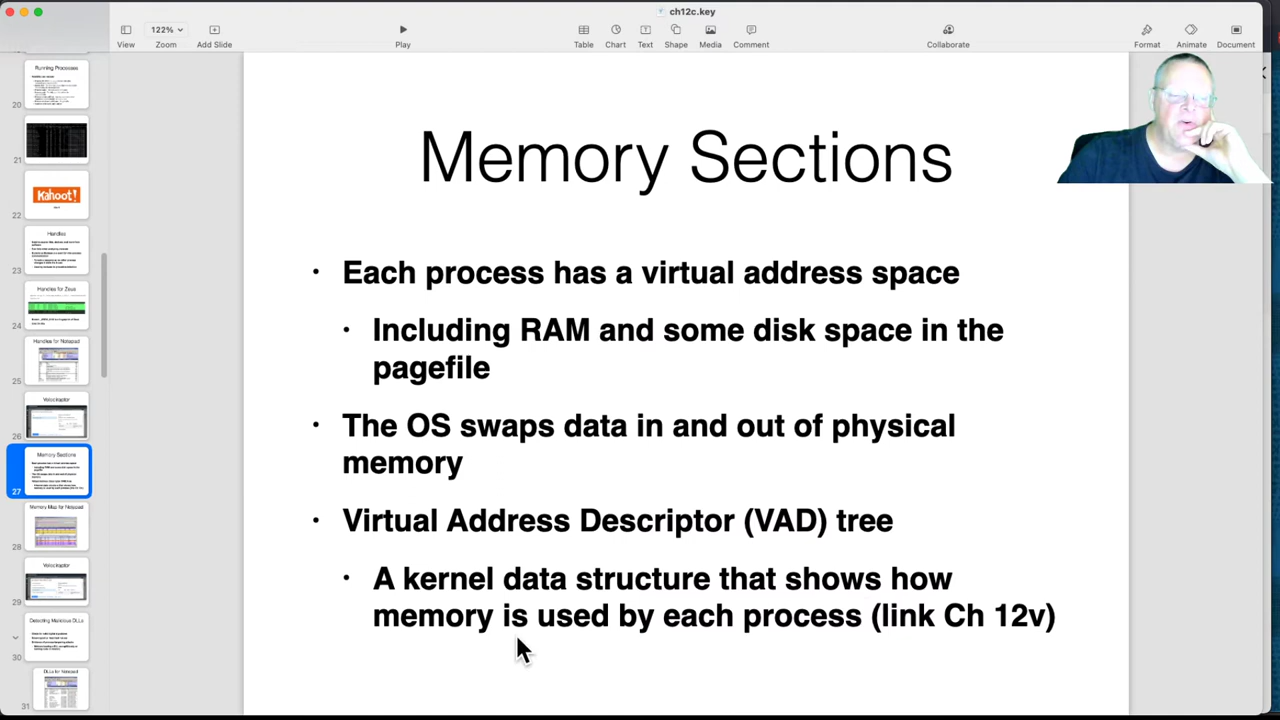 ch12c.key
122%
View
Zoom
Add Slide
Play
Table
Chart
Text
Shape
Media
Comment
Collaborate
Format
Animate
Document
Running Processes
20
21
Kahoot!
22
Handles
23
Handles for Zeus
24
Handles for Notepad
25
Velociraptor
26
Memory Sections
27
Memory Map for Notepad
28
Velociraptor
29
Detecting Malicious DLLs
30
DLLs for Notepad
31
Memory Sections
• Each process has a virtual address space
• Including RAM and some disk space in the
pagefile
• The OS swaps data in and out of physical
memory
• Virtual Address Descriptor (VAD) tree
• A kernel data structure that shows how
memory is used by each process (link Ch 12v)